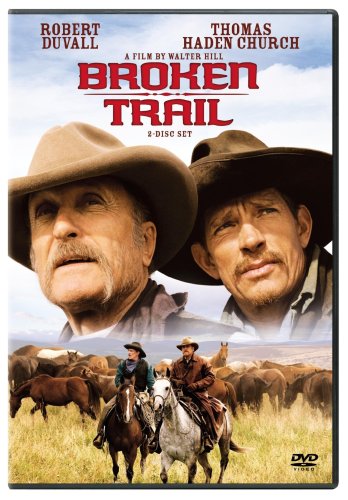 ROBERT DUVALL
THOMAS HADEN CHURCH
A FILM BY WALTER HILL
BROKEN
TRAIL
2-DISC SET
DVD
VIDEO